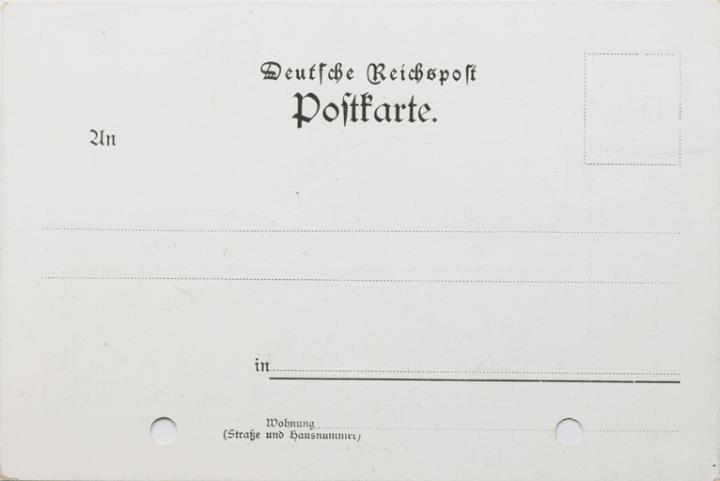 Deutſche Reichspoſt
Poſtkarte.
An
in
Wohnung
(Straße und Hausnummer)